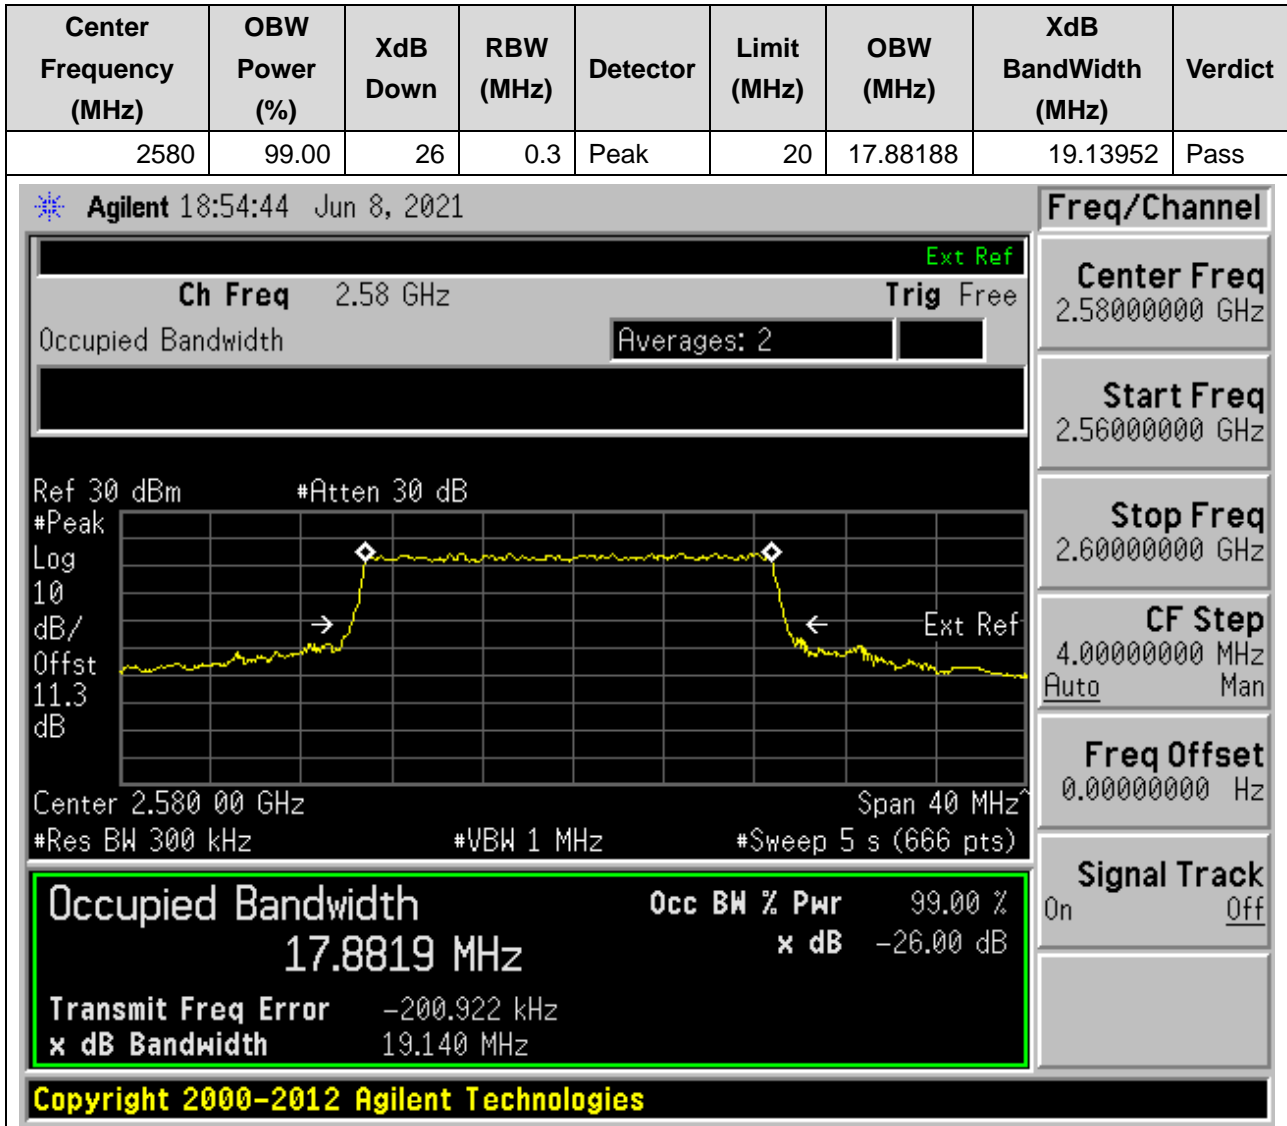 Center Frequency (MHz) OBW Power (%) XdB Down RBW (MHz) Detector Limit (MHz) OBW (MHz) XdB BandWidth (MHz) Verdict
2580 99.00 26 0.3 Peak 20 17.88188 19.13952 Pass
Agilent 18:54:44 Jun 8, 2021
Freq/Channel
Ext Ref
Ch Freq 2.58 GHz Trig Free
Occupied Bandwidth Averages: 2
Center Freq
2.58000000 GHz
Start Freq
2.56000000 GHz
Stop Freq
2.60000000 GHz
CF Step
4.00000000 MHz
Auto Man
Freq Offset
0.00000000 Hz
Signal Track
On Off
Ref 30 dBm #Atten 30 dB
#Peak
Log
10
dB/
Offst
11.3
dB
Ext Ref
Center 2.580 00 GHz Span 40 MHz^
#Res BW 300 kHz #VBW 1 MHz #Sweep 5 s (666 pts)
Occupied Bandwidth Occ BW % Pwr 99.00 %
17.8819 MHz x dB -26.00 dB
Transmit Freq Error -200.922 kHz
x dB Bandwidth 19.140 MHz
Copyright 2000-2012 Agilent Technologies